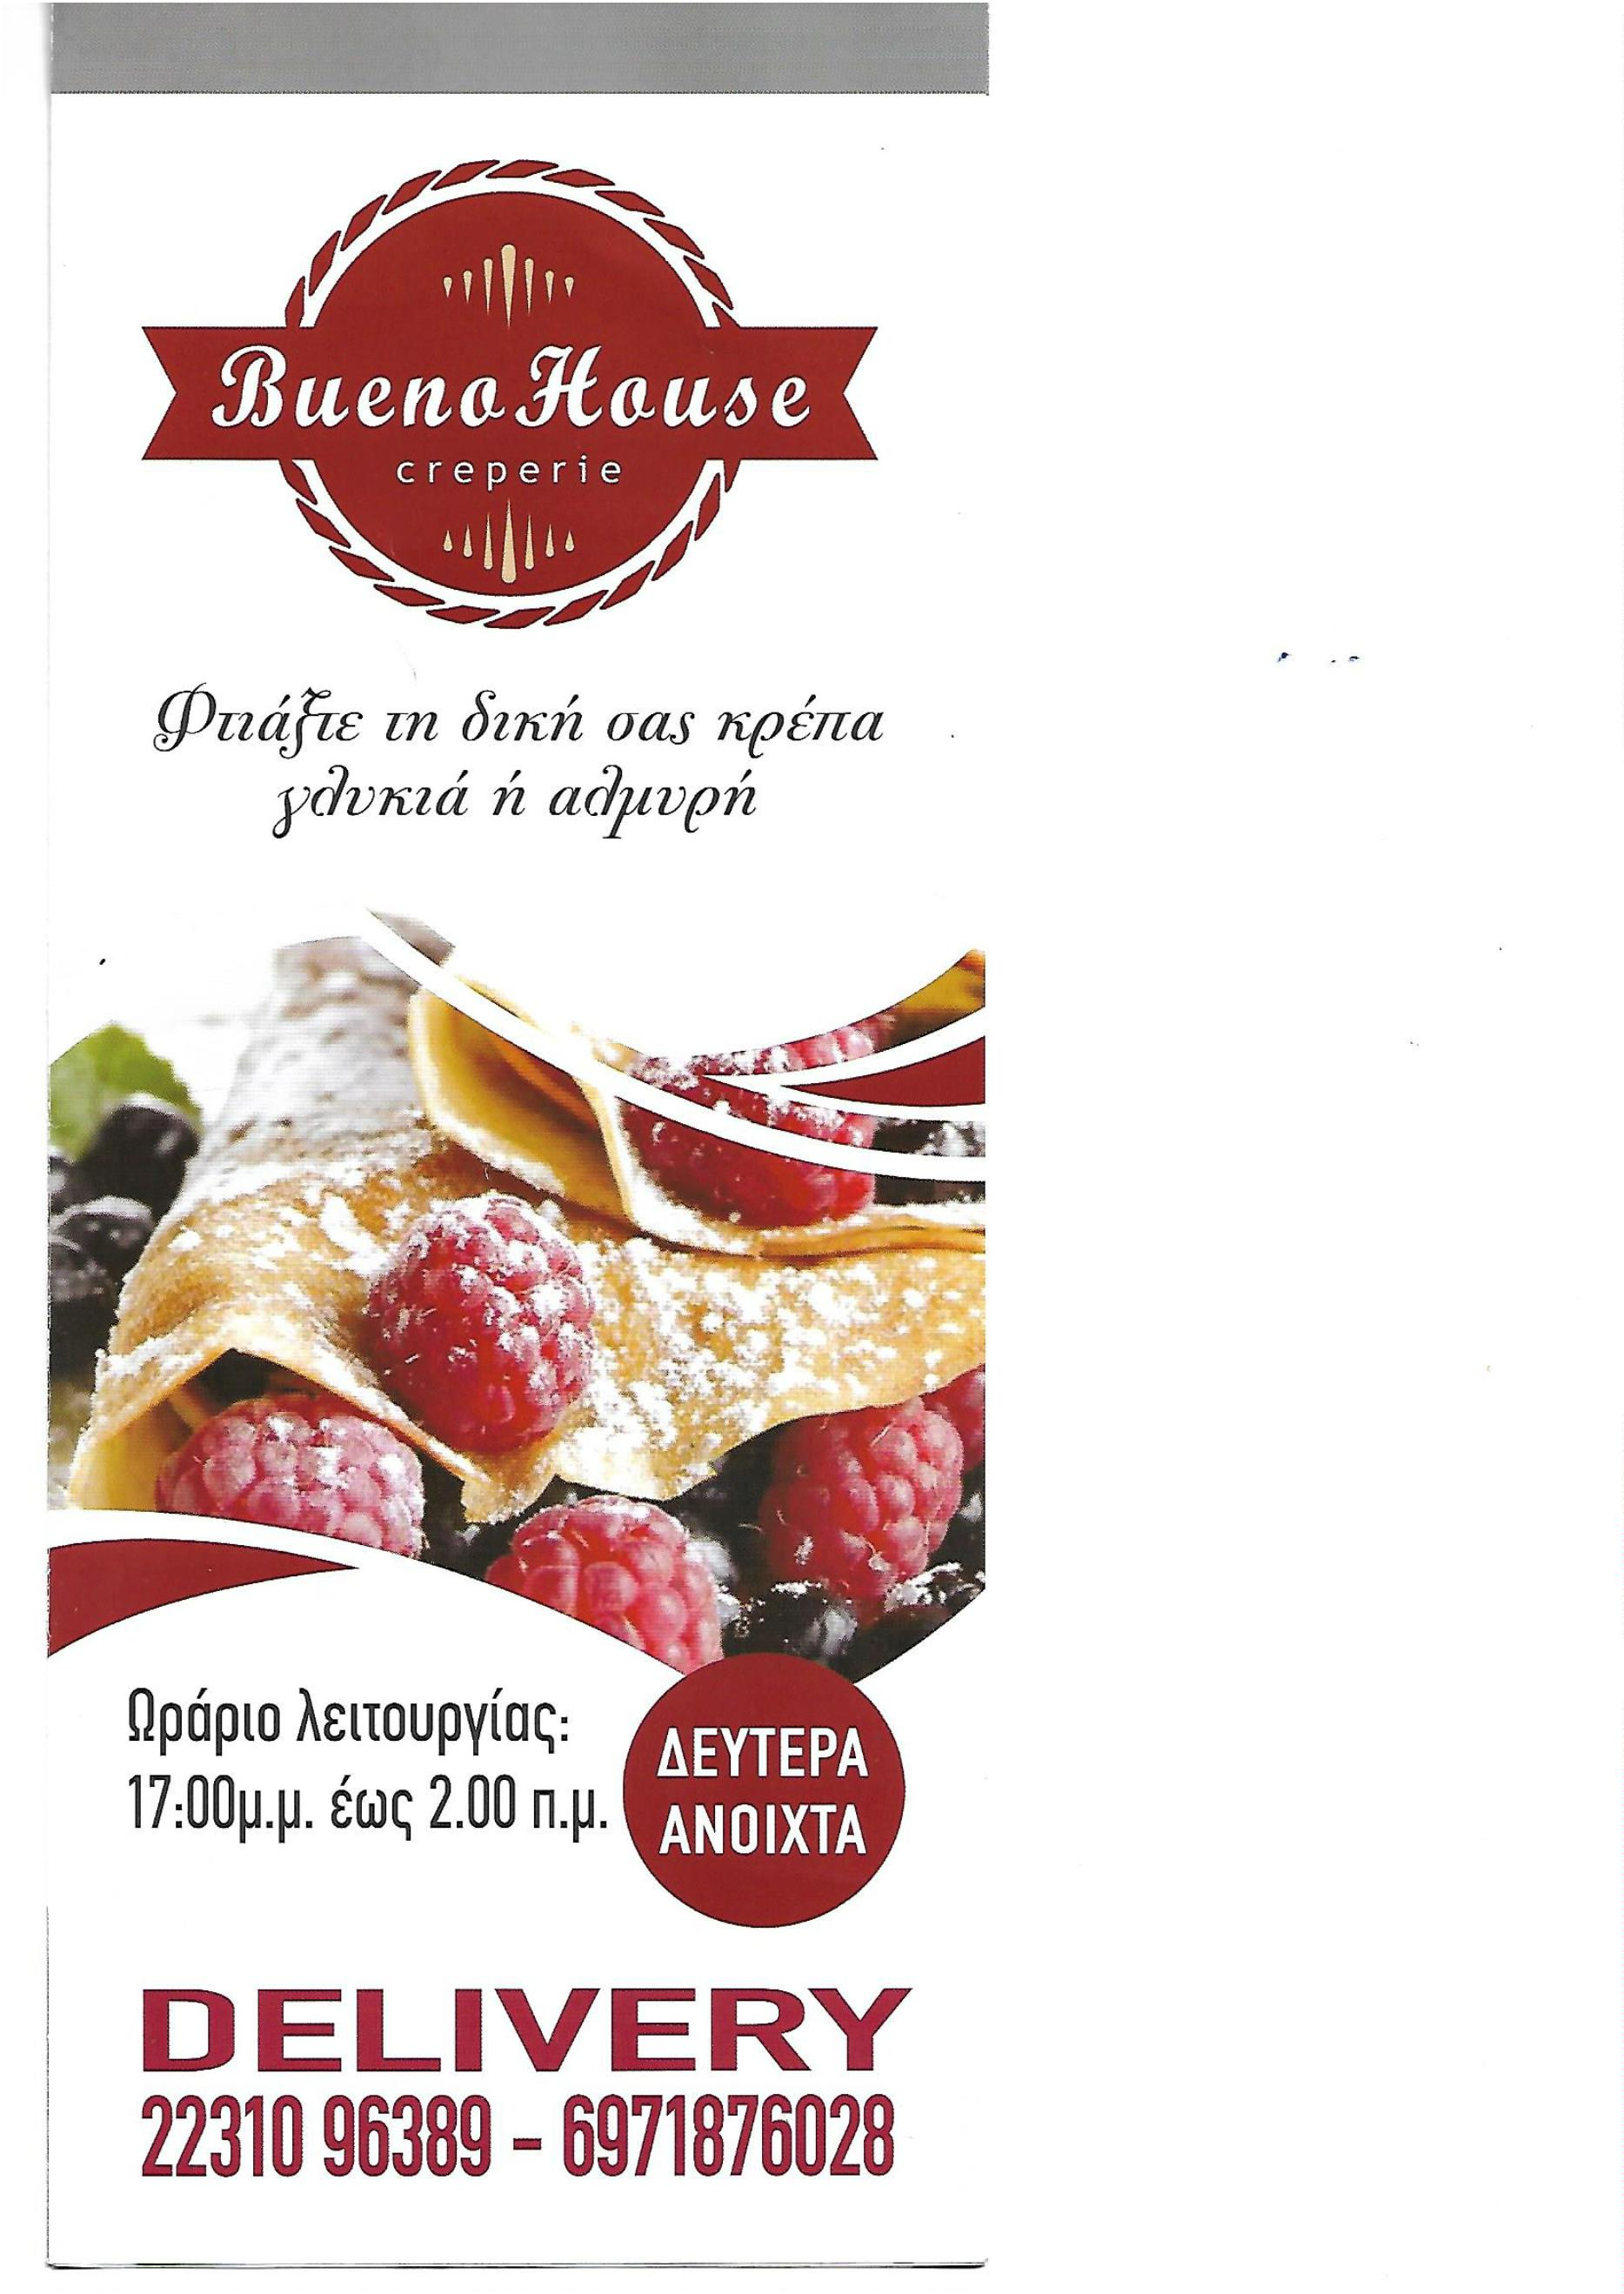 Bueno House
creperie
Φτιάξτε τη δική σας κρέπα
γλυκιά ή αλμυρή
Ωράριο λειτουργίας:
17:00μ.μ. έως 2.00 π.μ.
ΔΕΥΤΕΡΑ
ΑΝΟΙΧΤΑ
DELIVERY
22310 96389 - 6971876028